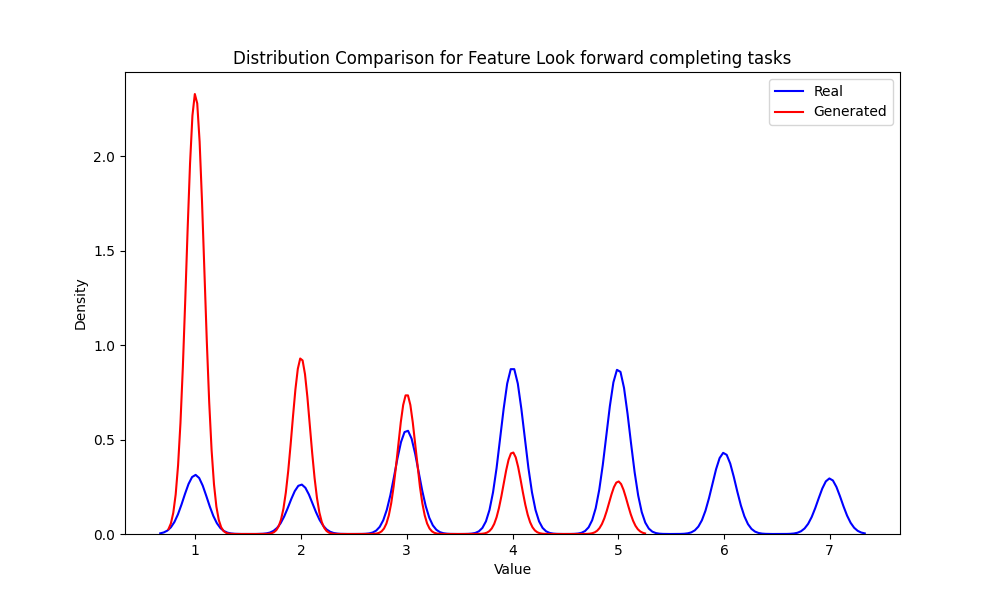 Distribution Comparison for Feature Look forward completing tasks
Real
Generated
2.0
1.5
1.0
0.5
0.0
Density
1 2 3 4 5 6 7
Value